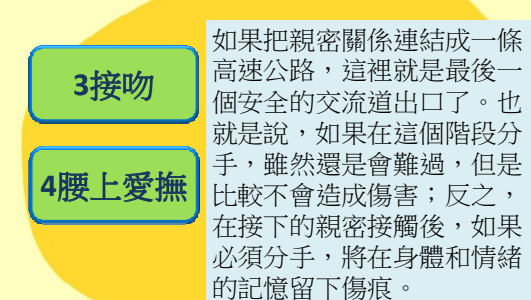 3接吻
4腰上愛撫
如果把親密關係連結成一條
高速公路，這裡就是最後一
個安全的交流道出口了。也
就是說，如果在這個階段分
手，雖然還是會難過，但是
比較不會造成傷害；反之，
在接下的親密接觸後，如果
必須分手，將在身體和情緒
的記憶留下傷痕。